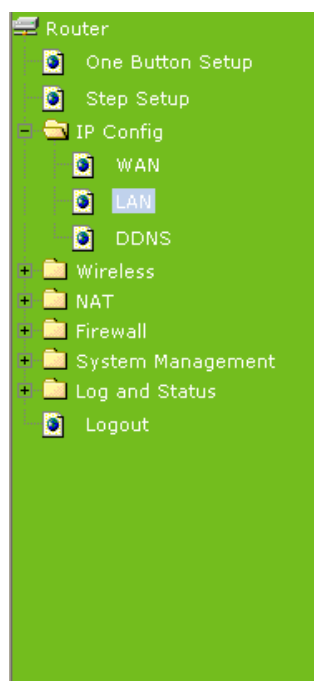 Router
One Button Setup
Step Setup
IP Config
WAN
LAN
DDNS
Wireless
NAT
Firewall
System Management
Log and Status
Logout